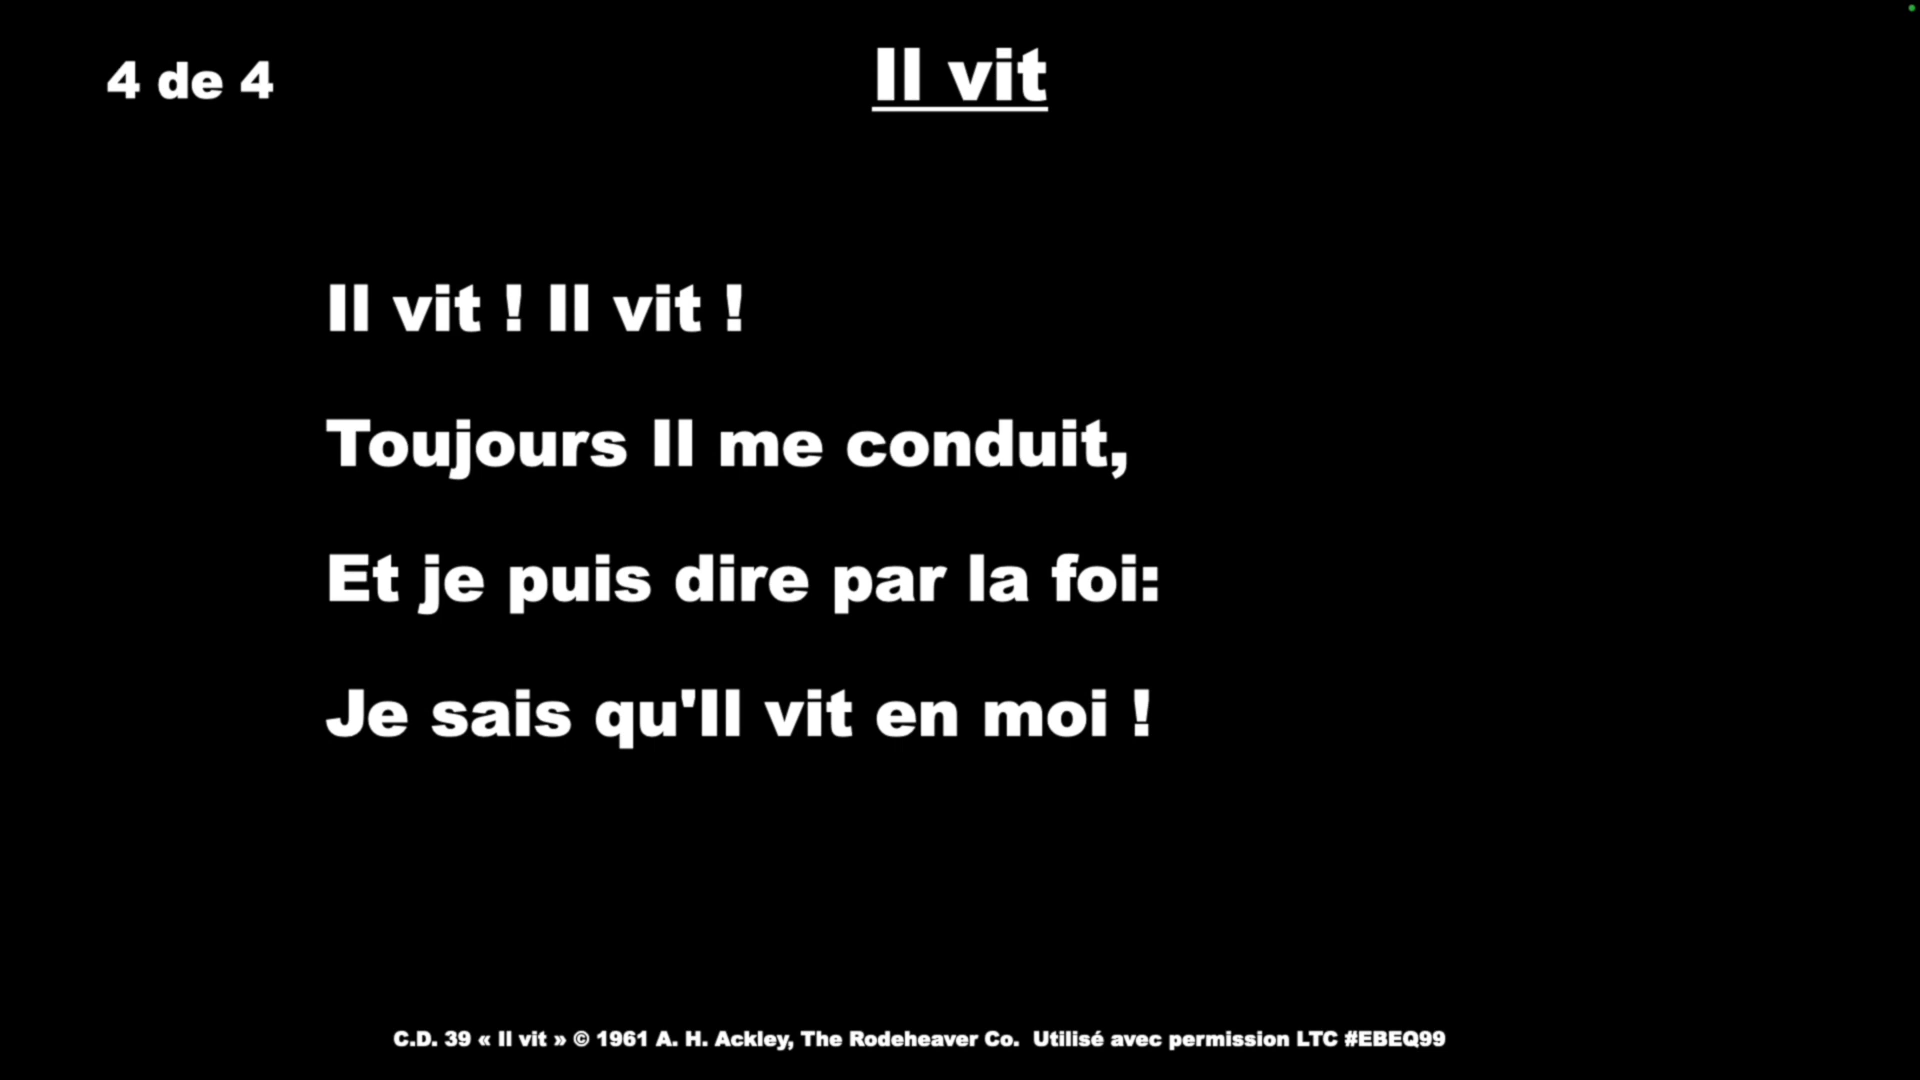 4 de 4
Il vit
Il vit ! Il vit !
Toujours Il me conduit,
Et je puis dire par la foi:
Je sais qu'Il vit en moi !
C.D. 39 « Il vit » © 1961 A. H. Ackley, The Rodeheaver Co.  Utilisé avec permission LTC #EBEQ99